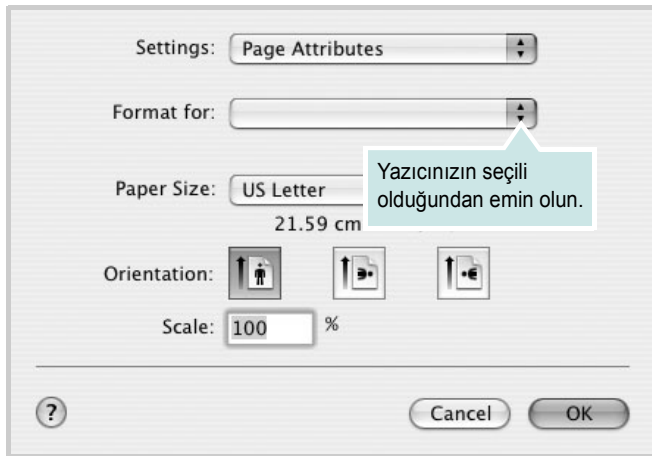 Settings: Page Attributes
Format for:
Yazıcınızın seçili
olduğundan emin olun.
Paper Size: US Letter
21.59 cm
Orientation:
Scale: 100 %
? Cancel OK